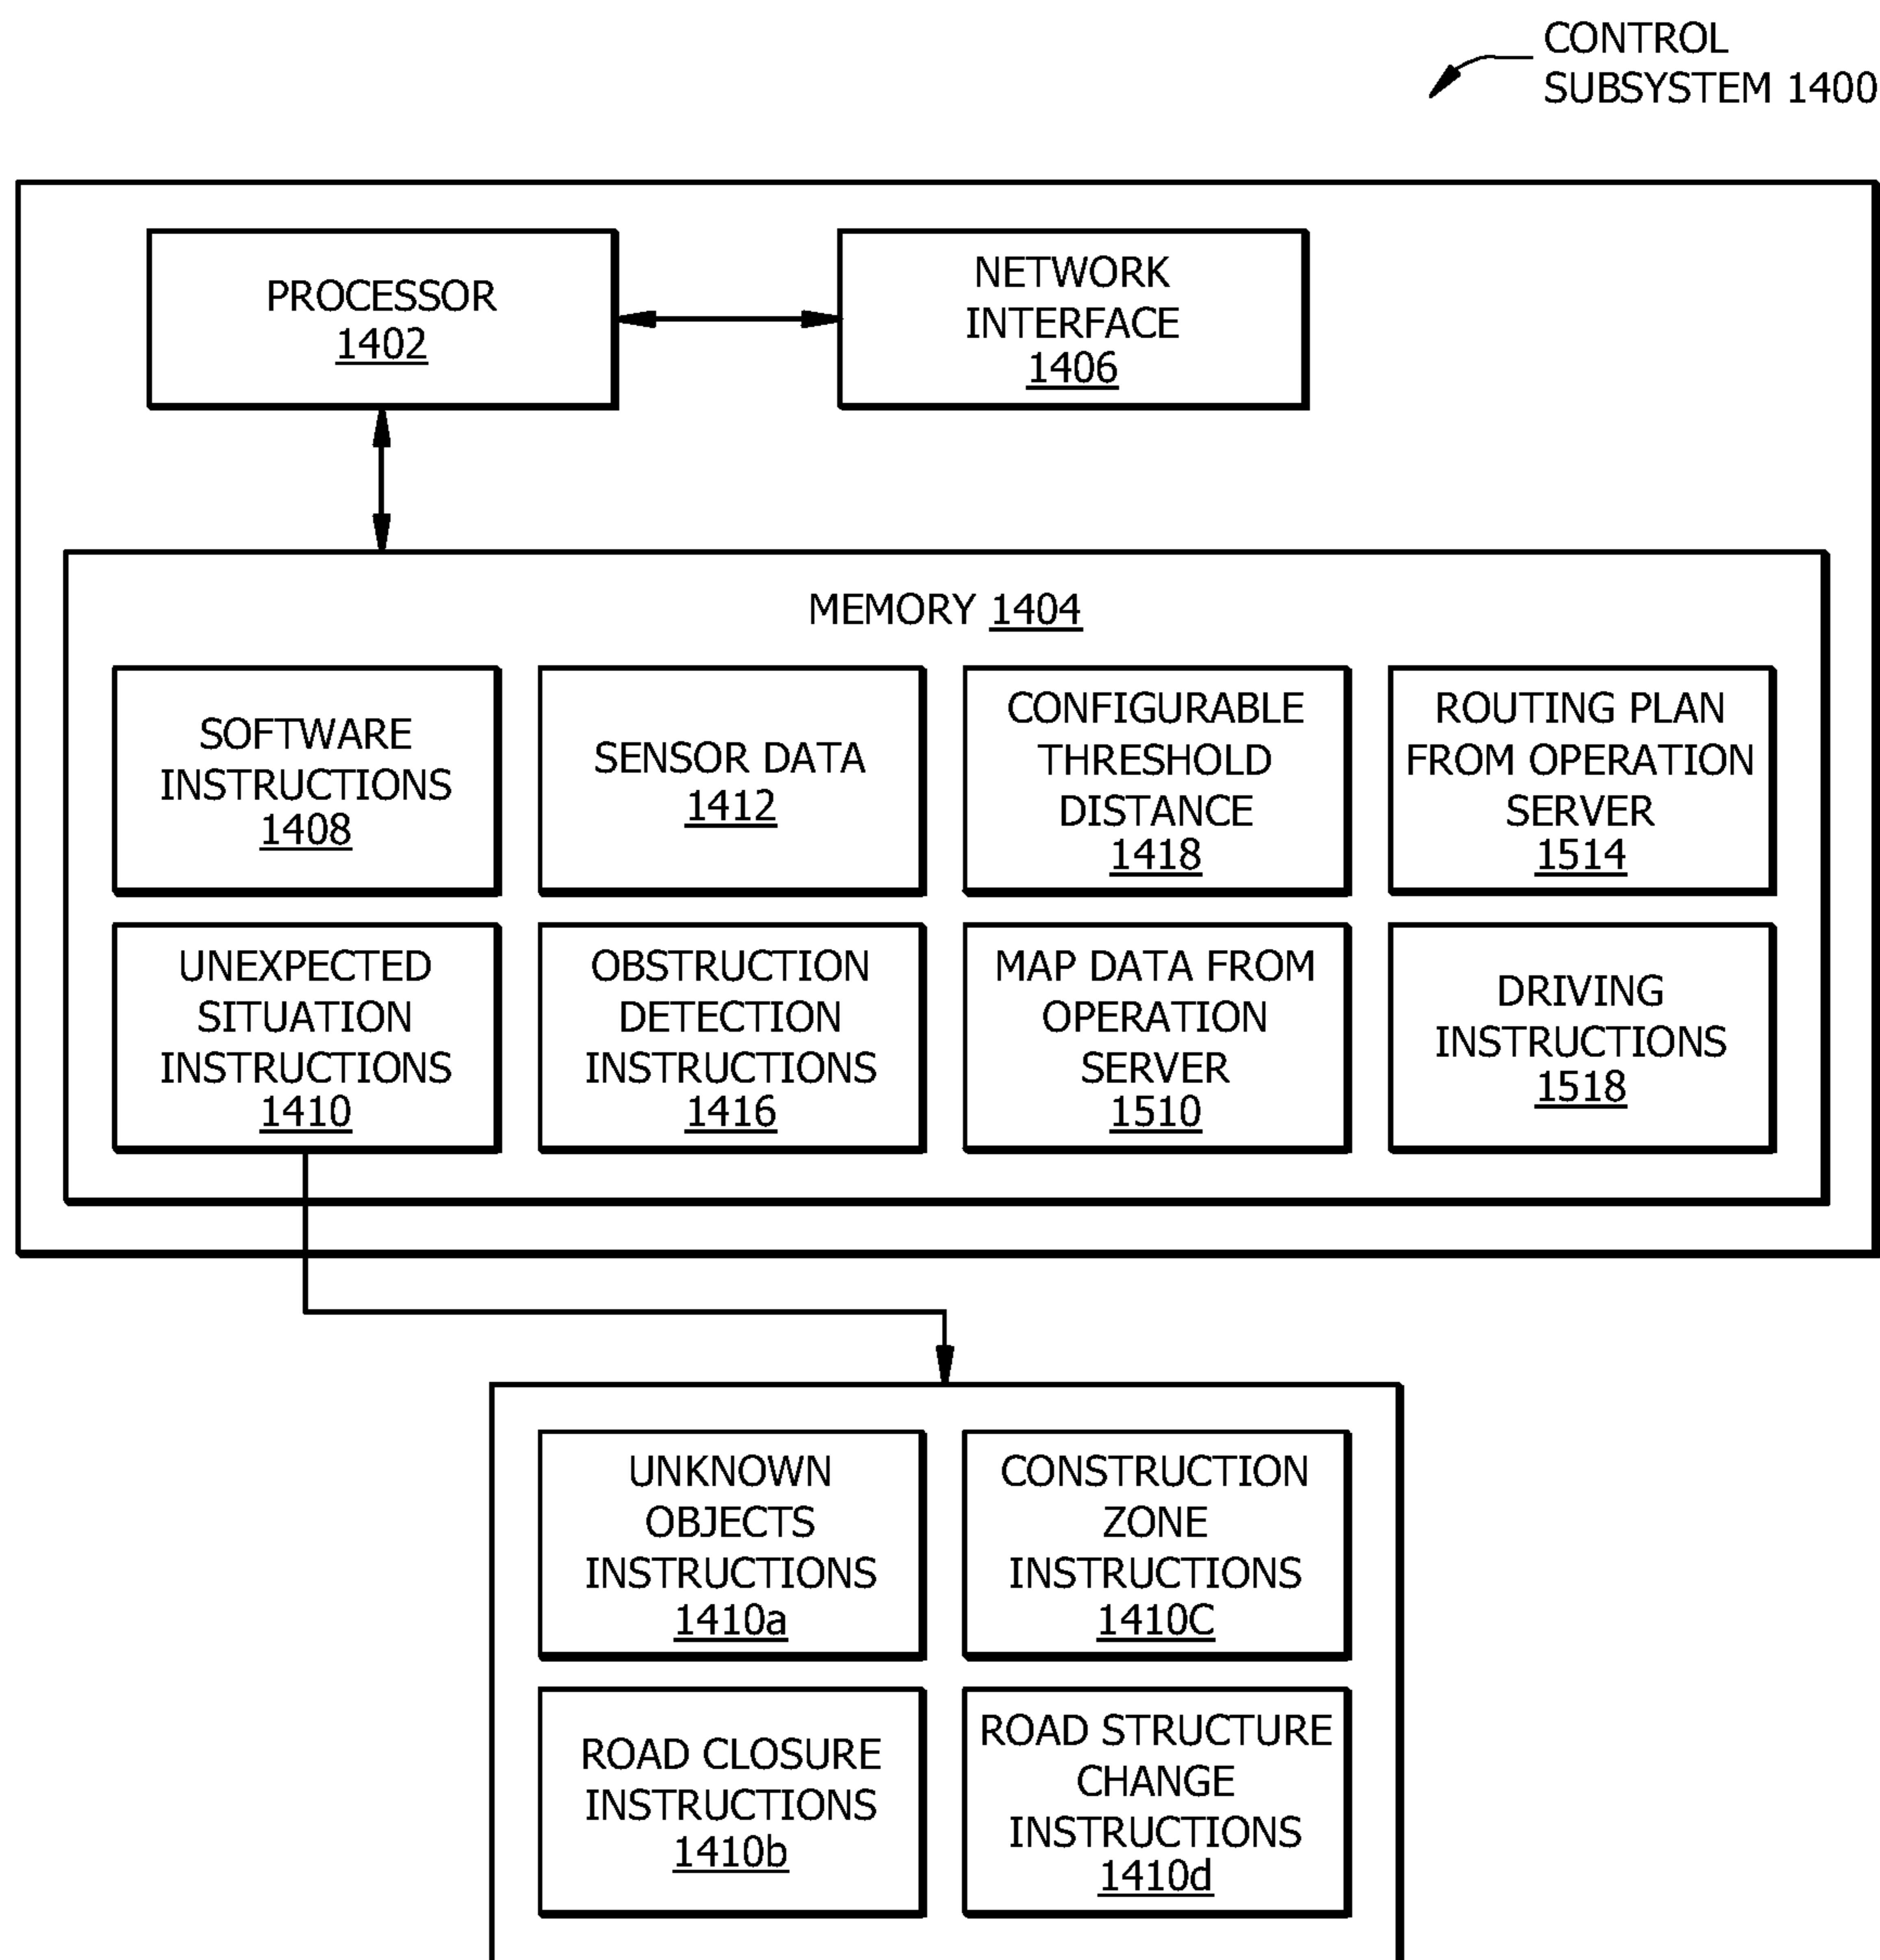 CONTROL
SUBSYSTEM 1400
PROCESSOR
1402
NETWORK
INTERFACE
1406
MEMORY 1404
SOFTWARE
INSTRUCTIONS
1408
SENSOR DATA
1412
CONFIGURABLE
THRESHOLD
DISTANCE
1418
ROUTING PLAN
FROM OPERATION
SERVER
1514
UNEXPECTED
SITUATION
INSTRUCTIONS
1410
OBSTRUCTION
DETECTION
INSTRUCTIONS
1416
MAP DATA FROM
OPERATION
SERVER
1510
DRIVING
INSTRUCTIONS
1518
UNKNOWN
OBJECTS
INSTRUCTIONS
1410a
CONSTRUCTION
ZONE
INSTRUCTIONS
1410C
ROAD CLOSURE
INSTRUCTIONS
1410b
ROAD STRUCTURE
CHANGE
INSTRUCTIONS
1410d